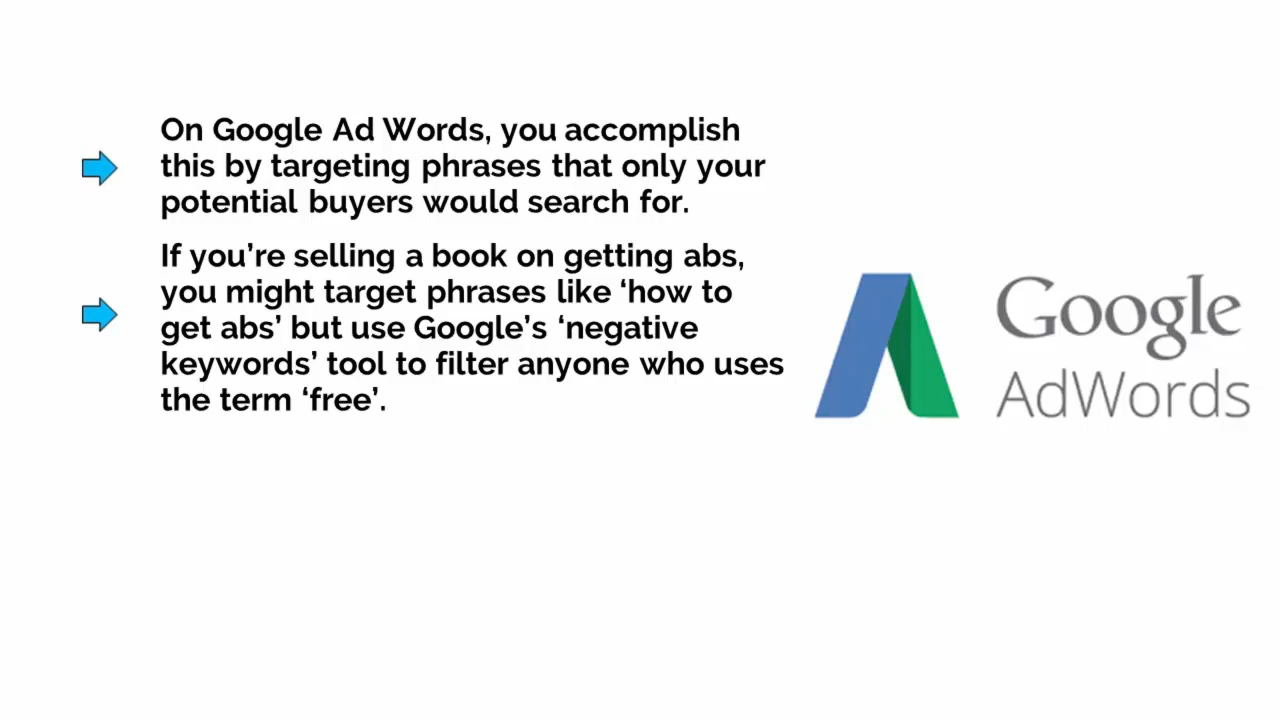 On Google Ad Words, you accomplish
this by targeting phrases that only your
potential buyers would search for.
If you’re selling a book on getting abs,
you might target phrases like ‘how to
get abs’ but use Google’s ‘negative
keywords’ tool to filter anyone who uses
the term ‘free’.
Google
AdWords